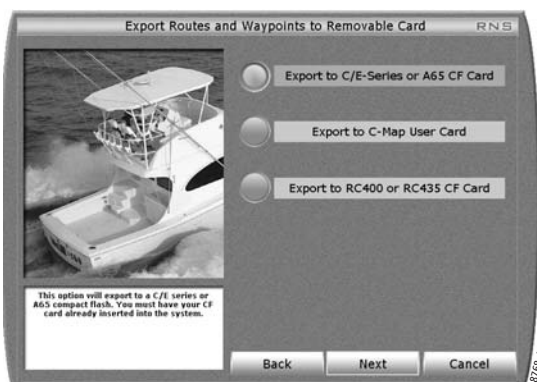 Export Routes and Waypoints to Removable Card
RNS
Export to C/E-Series or A65 CF Card
Export to C-Map User Card
Export to RC400 or RC435 CF Card
This option will export to a C/E series or
A65 compact flash. You must have your CF
card already inserted into the system.
Back
Next
Cancel